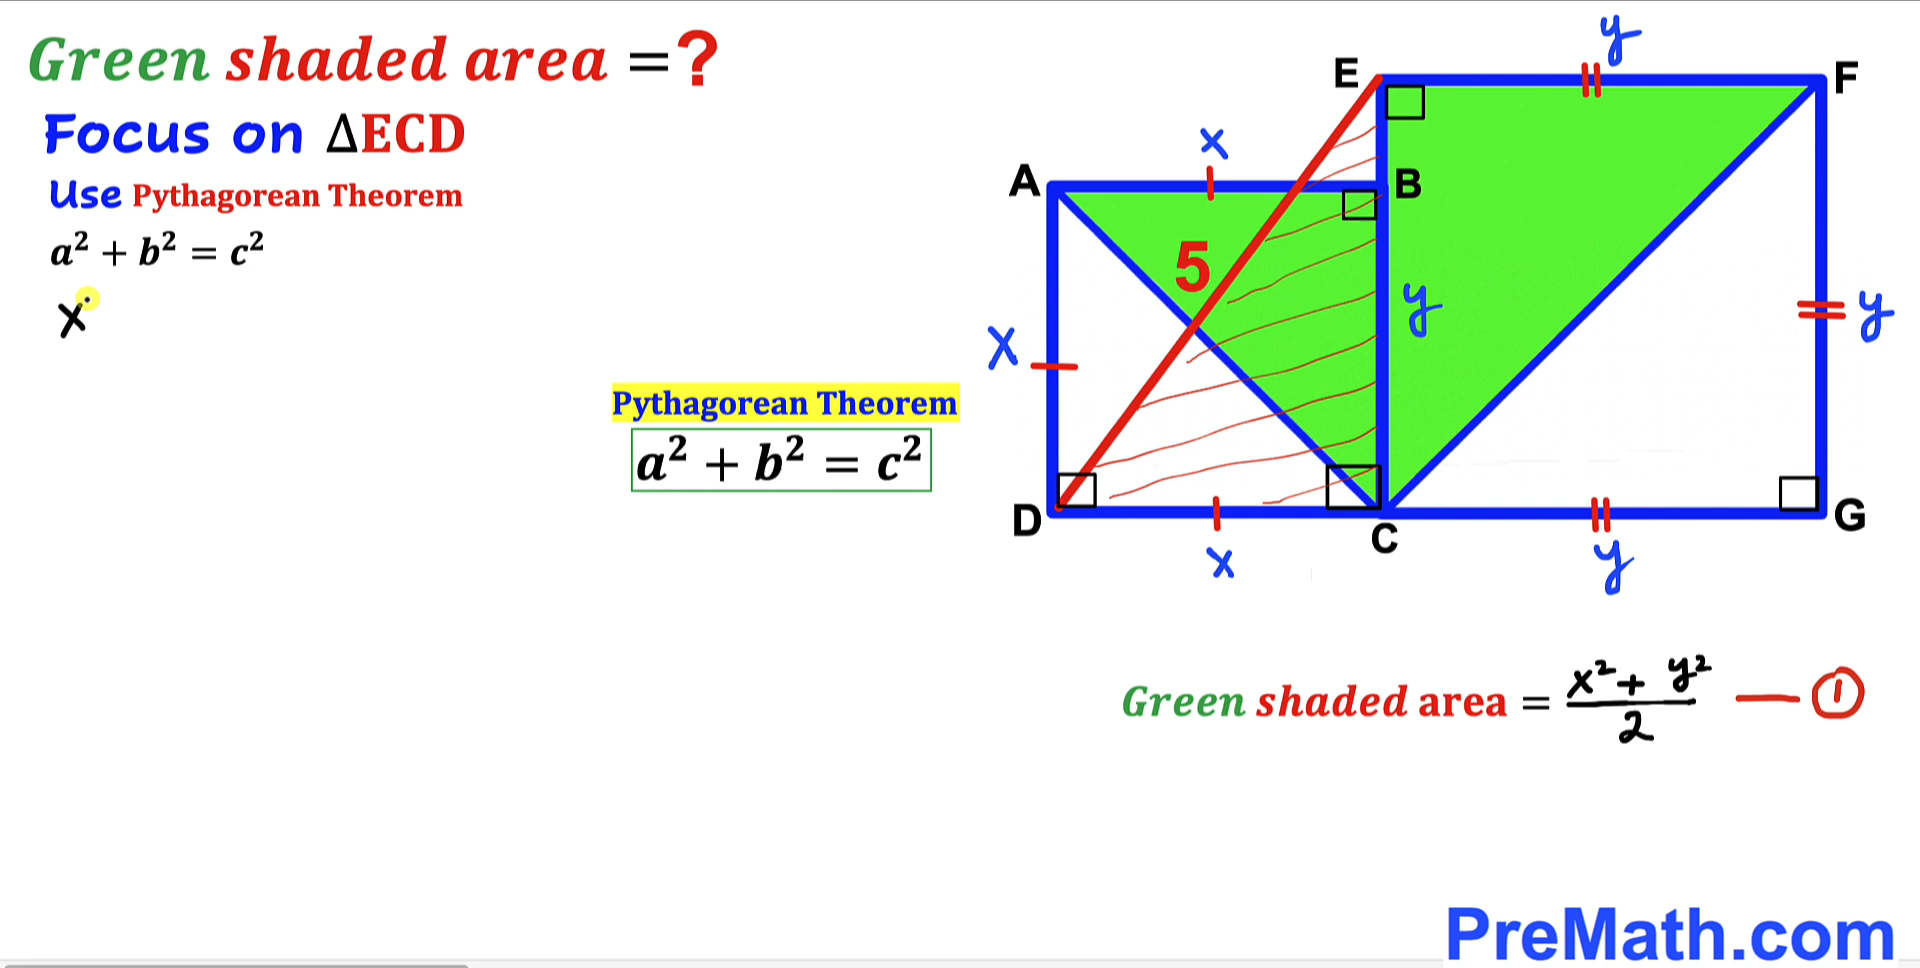 Green shaded area =?
Focus on ΔECD
Use Pythagorean Theorem
a² + b² = c²
x
Pythagorean Theorem
a² + b² = c²
y
E
F
x
A
B
5
y
y
x
D
C
G
x
y
Green shaded area = x² + y² / 2 — ①
PreMath.com